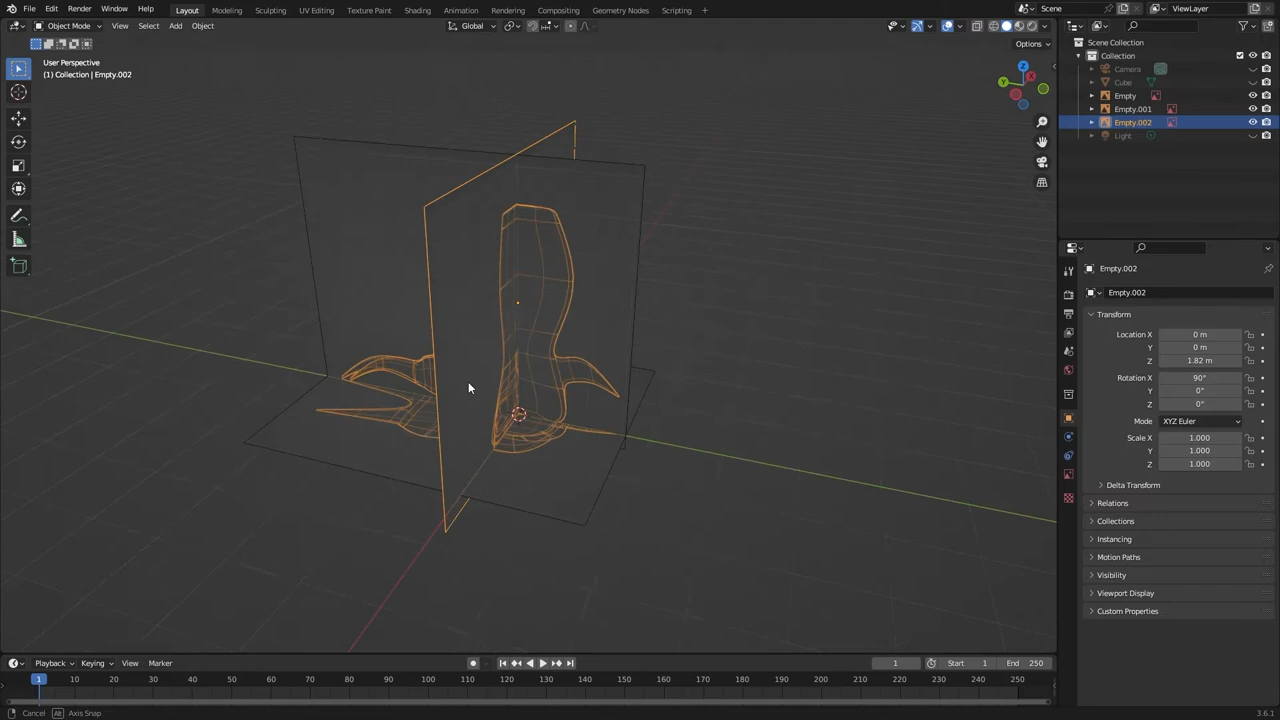 File Edit Render Window Help Layout Modeling Sculpting UV Editing Texture Paint Shading Animation Rendering Compositing Geometry Nodes Scripting + Scene ViewLayer
Object Mode View Select Add Object Global
Options
User Perspective
(1) Collection | Empty.002
Z
Y
X
Scene Collection
Collection
Camera
Cube
Empty
Empty.001
Empty.002
Light
Empty.002
Empty.002
Transform
Location X 0 m
Y 0 m
Z 1.82 m
Rotation X 90°
Y 0°
Z 0°
Mode XYZ Euler
Scale X 1.000
Y 1.000
Z 1.000
Delta Transform
Relations
Collections
Instancing
Motion Paths
Visibility
Viewport Display
Custom Properties
Playback Keying View Marker 1 Start 1 End 250
1 10 20 30 40 50 60 70 80 90 100 110 120 130 140 150 160 170 180 190 200 210 220 230 240 250
Cancel Alt Axis Snap 3.6.1